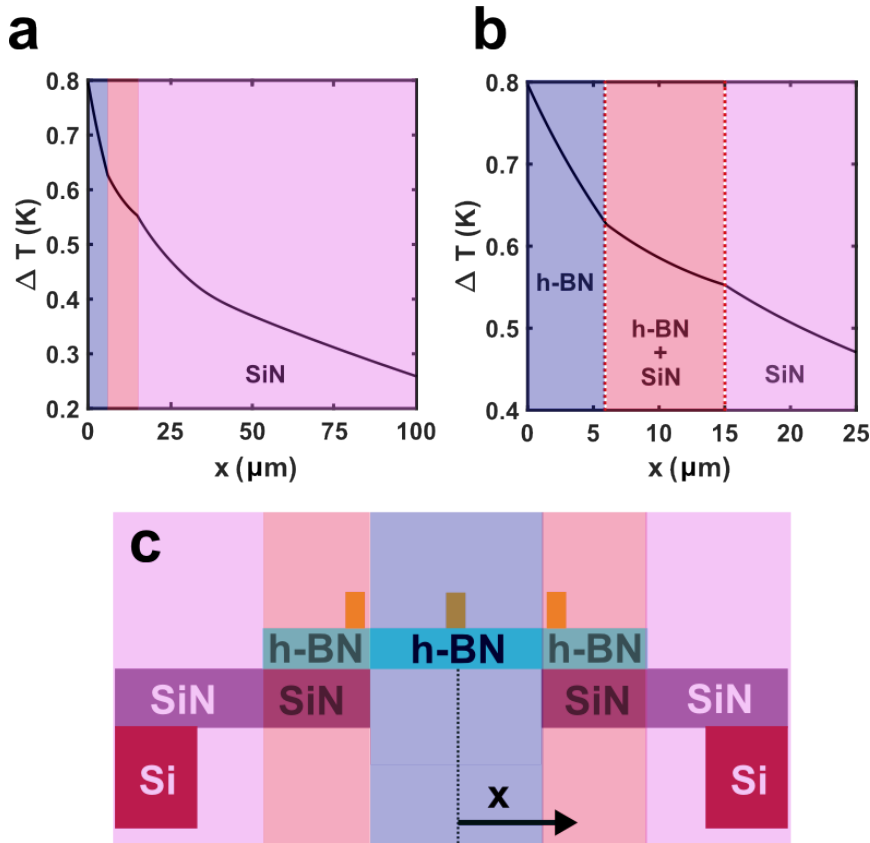 a
0.8
0.7
0.6
0.5
0.4
0.3
0.2
Δ T (K)
SiN
0 25 50 75 100
x (μm)
b
0.8
0.7
0.6
0.5
0.4
Δ T (K)
h-BN
h-BN
+
SiN
SiN
0 5 10 15 20 25
x (μm)
c
h-BN h-BN h-BN
SiN SiN SiN SiN
Si Si
x